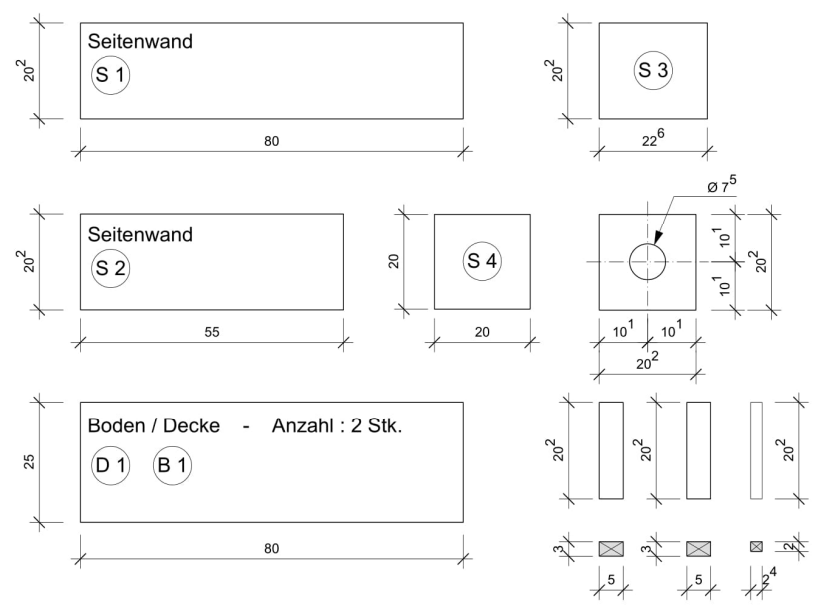 Seitenwand
S 1
20²
80
S 3
20²
22⁶
Seitenwand
S 2
20²
55
S 4
20
20
Ø 7⁵
10¹
10¹
20²
10¹ 10¹
20²
Boden / Decke - Anzahl : 2 Stk.
D 1 B 1
25
80
20²
20²
20²
3
3
2
5
5
2⁴